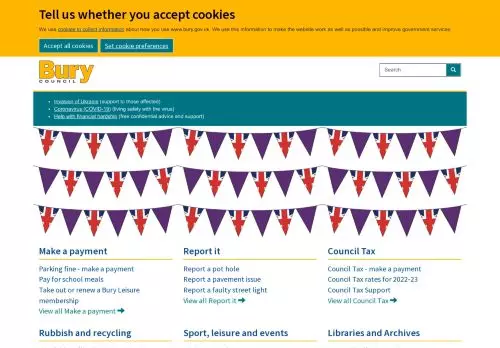 Tell us whether you accept cookies
We use cookies to collect information about how you use www.bury.gov.uk. We use this information to make the website work as well as possible and improve government services.
Accept all cookies
Set cookie preferences
Bury
COUNCIL
Search
Invasion of Ukraine (support to those affected)
Coronavirus (COVID-19) (living safely with the virus)
Help with financial hardship (free confidential advice and support)
Make a payment
Parking fine - make a payment
Pay for school meals
Take out or renew a Bury Leisure
membership
View all Make a payment
Report it
Report a pot hole
Report a pavement issue
Report a faulty street light
View all Report it
Council Tax
Council Tax - make a payment
Council Tax rates for 2022-23
Council Tax Support
View all Council Tax
Rubbish and recycling
Sport, leisure and events
Libraries and Archives